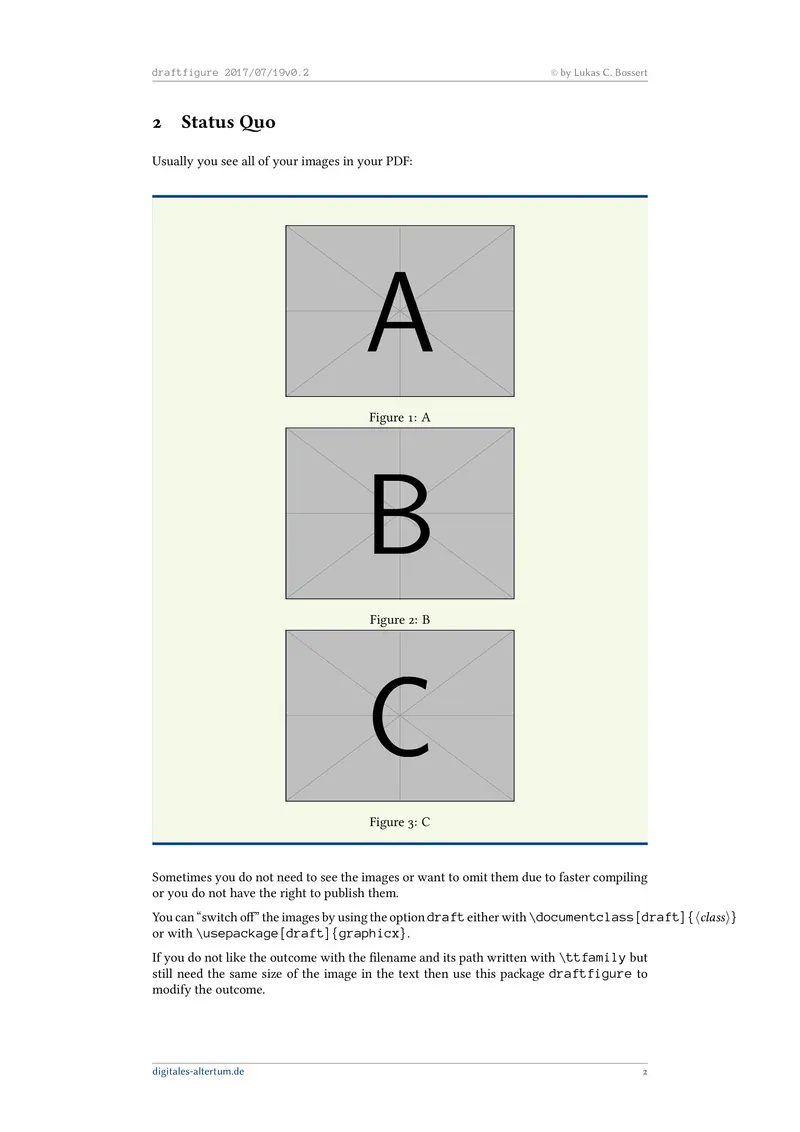 draftfigure 2017/07/19v0.2 © by Lukas C. Bossert
2 Status Quo
Usually you see all of your images in your PDF:
A
Figure 1: A
B
Figure 2: B
C
Figure 3: C
Sometimes you do not need to see the images or want to omit them due to faster compiling
or you do not have the right to publish them.
You can “switch off” the images by using the option draft either with \documentclass[draft]{⟨class⟩}
or with \usepackage[draft]{graphicx}.
If you do not like the outcome with the filename and its path written with \ttfamily but
still need the same size of the image in the text then use this package draftfigure to
modify the outcome.
digitales-altertum.de 2